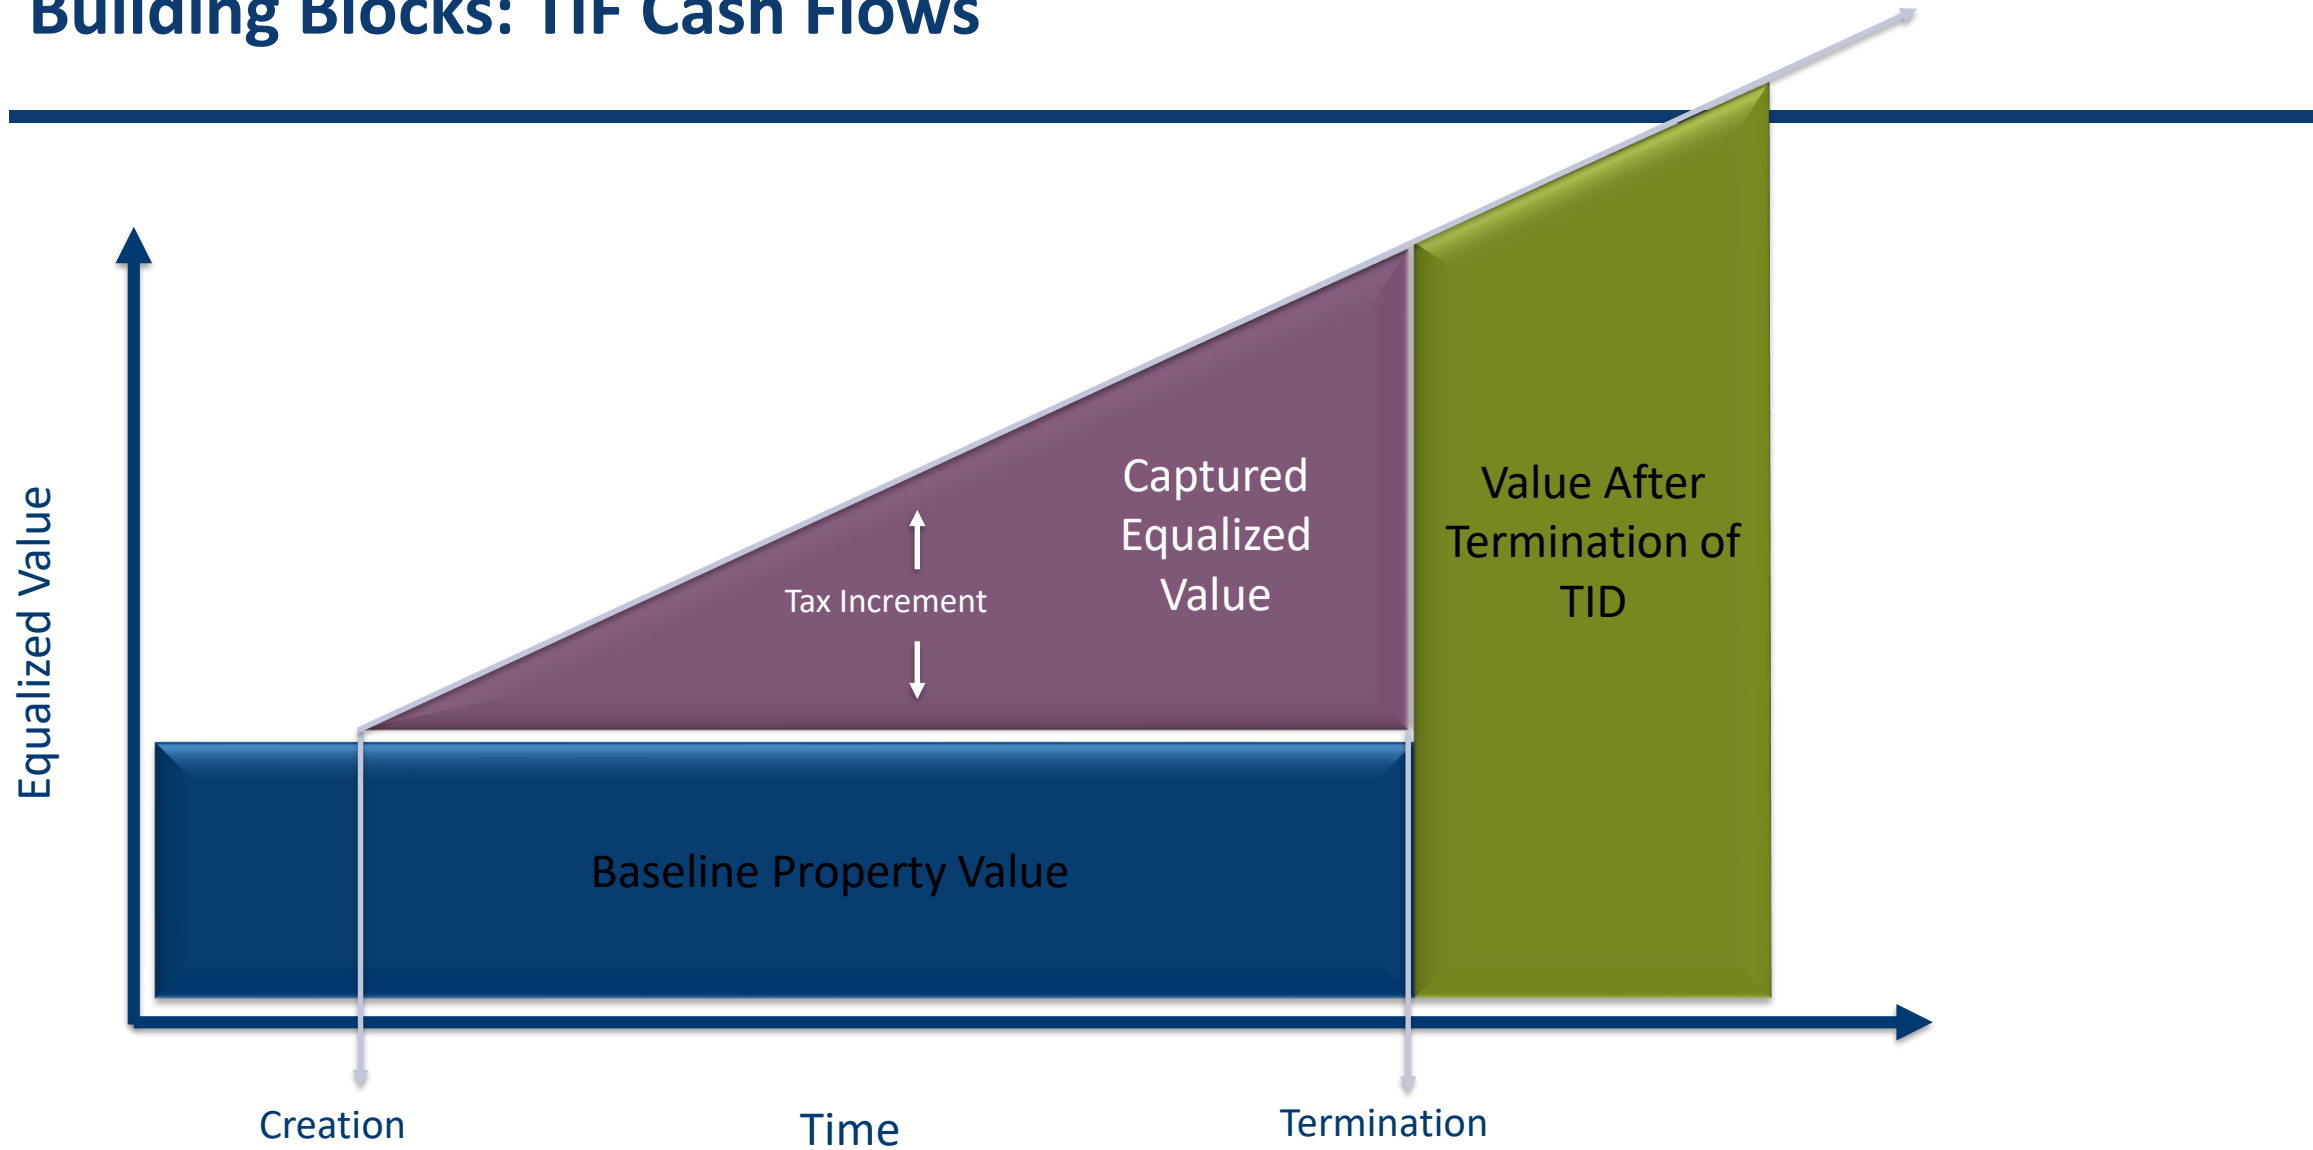 Building Blocks: TIF Cash Flows
Equalized Value
Captured
Equalized
Value
Tax Increment
Value After
Termination of
TID
Baseline Property Value
Creation
Time
Termination